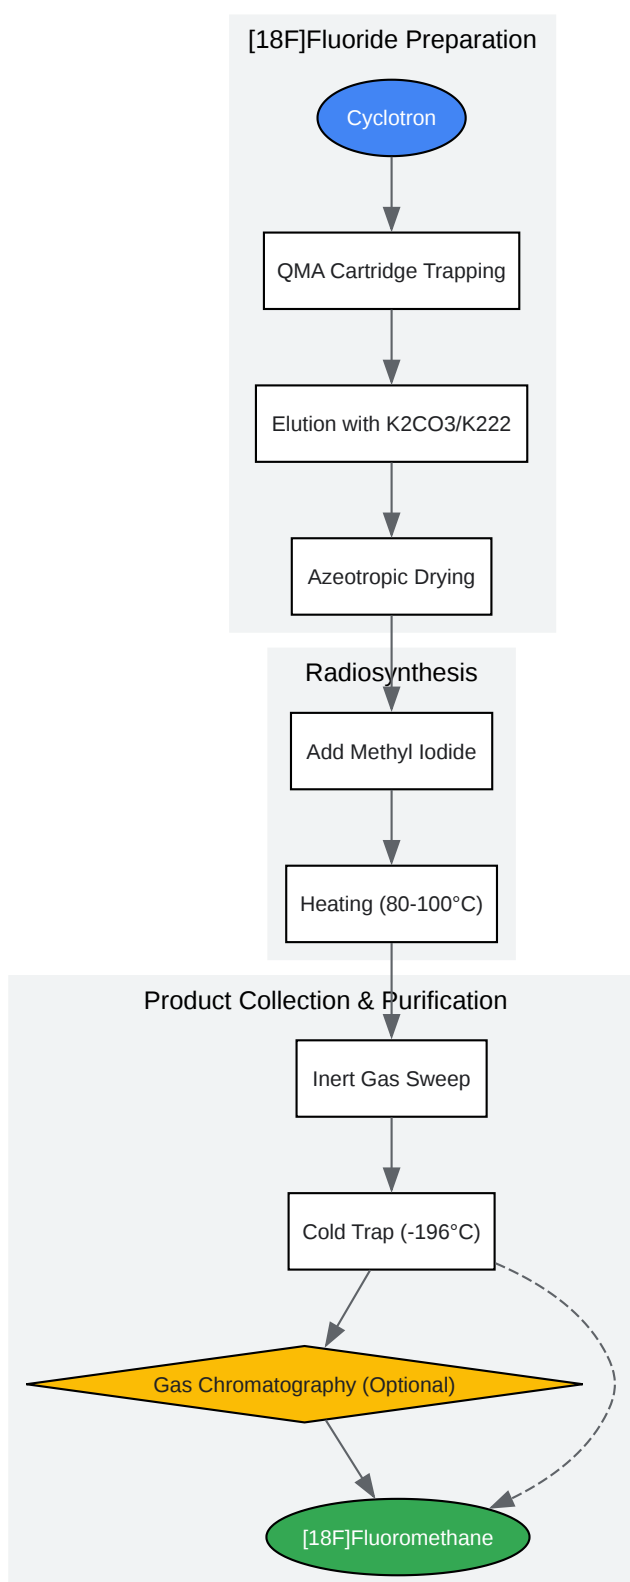 [18F]Fluoride Preparation
Cyclotron
QMA Cartridge Trapping
Elution with K2CO3/K222
Azeotropic Drying
Radiosynthesis
Add Methyl Iodide
Heating (80-100°C)
Product Collection & Purification
Inert Gas Sweep
Cold Trap (-196°C)
Gas Chromatography (Optional)
[18F]Fluoromethane